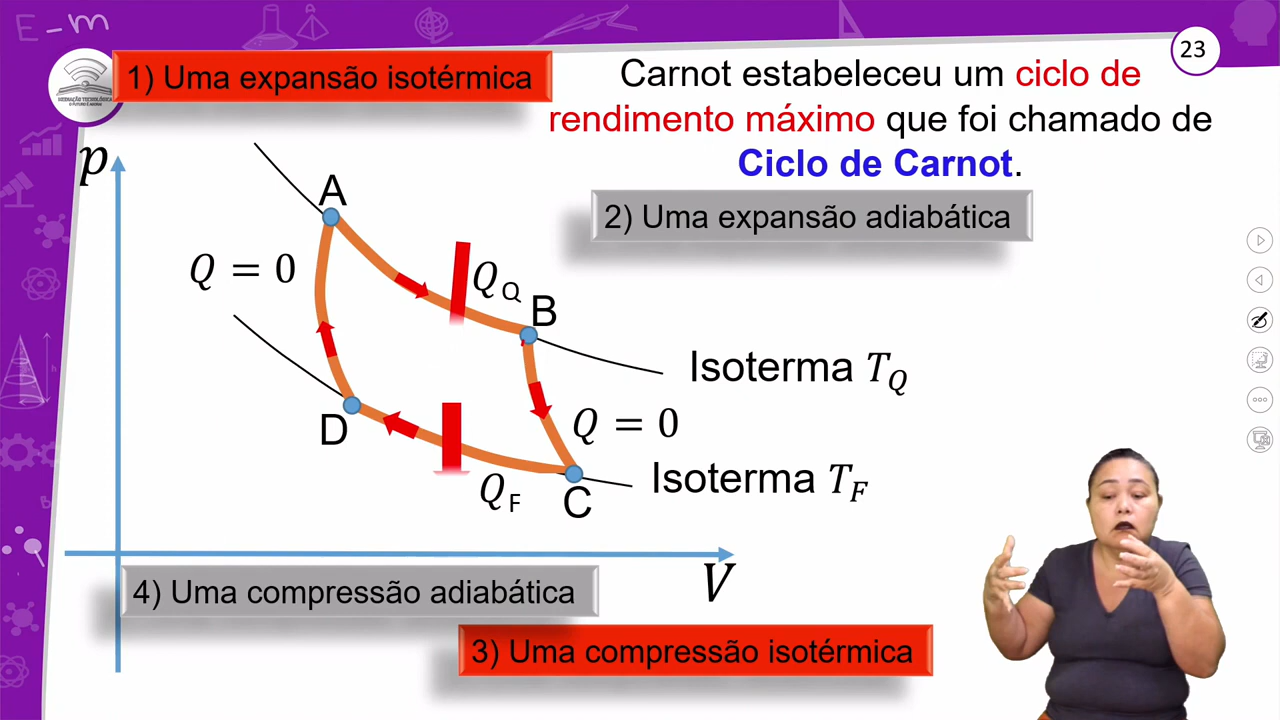 E-m
23
1) Uma expansão isotérmica
Carnot estabeleceu um ciclo de
rendimento máximo que foi chamado de
Ciclo de Carnot.
2) Uma expansão adiabática
p
A
Q = 0
Q_Q
B
Isoterma T_Q
D
Q = 0
Q_F
C
Isoterma T_F
V
4) Uma compressão adiabática
3) Uma compressão isotérmica